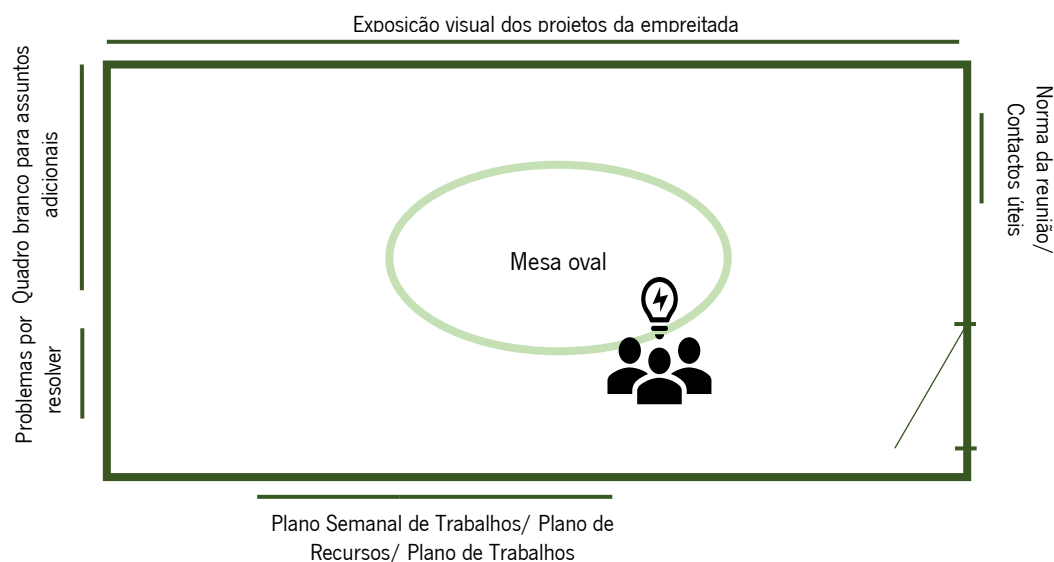 Exposição visual dos projetos da empreitada
Quadro branco para assuntos
adicionais
Problemas por
resolver
Mesa oval
Norma da reunião/
Contactos úteis
Plano Semanal de Trabalhos/ Plano de
Recursos/ Plano de Trabalhos